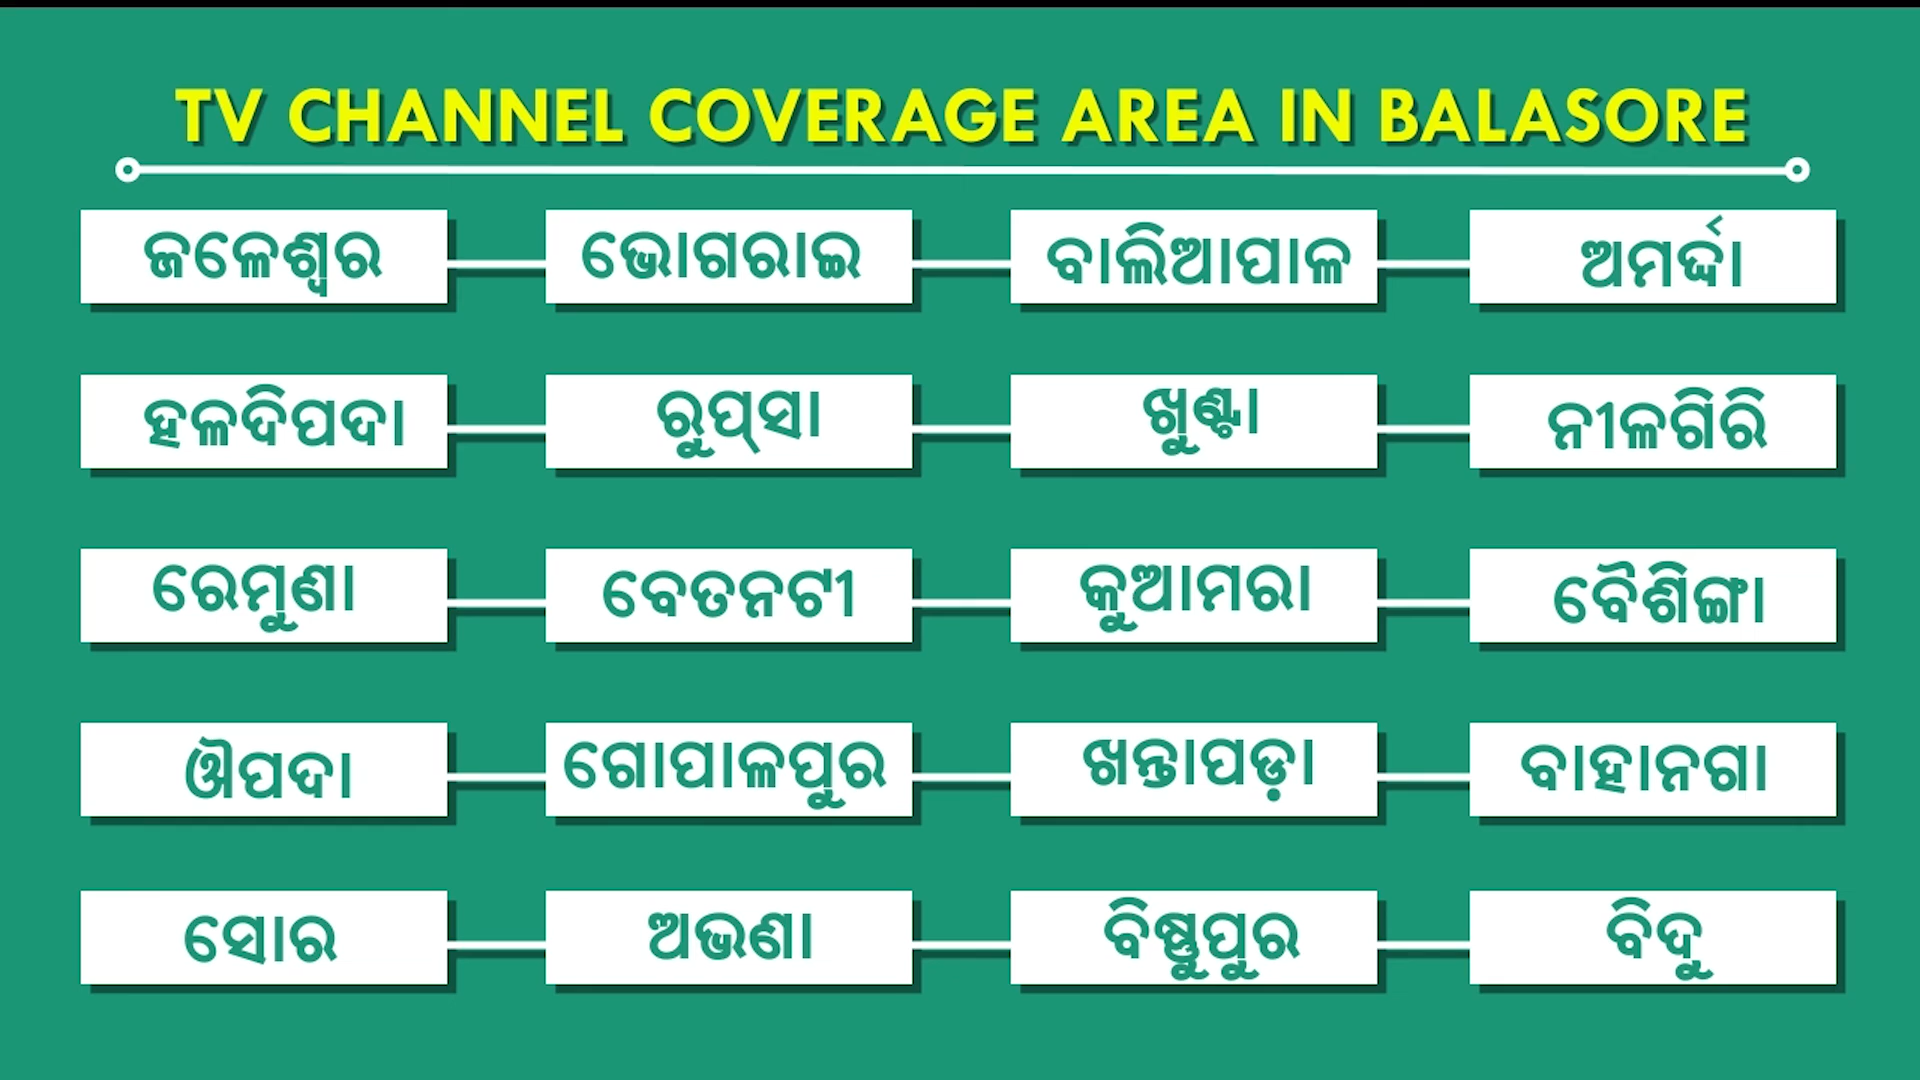 TV CHANNEL COVERAGE AREA IN BALASORE
ଜଳେଶ୍ୱର ଭୋଗରାଇ ବାଲିଆପାଳ ଅମର୍ଦ୍ଦା
ହଳଦିପଦା ରୁପ୍‌ସା ଖୁଣ୍ଟା ନୀଳଗିରି
ରେମୁଣା ବେତନଟୀ କୁଆମରା ବୈଶିଙ୍ଗା
ଔପଦା ଗୋପାଳପୁର ଖନ୍ତାପଡ଼ା ବାହାନଗା
ସୋର ଅଭଣା ବିଷ୍ଣୁପୁର ବିଦୁ